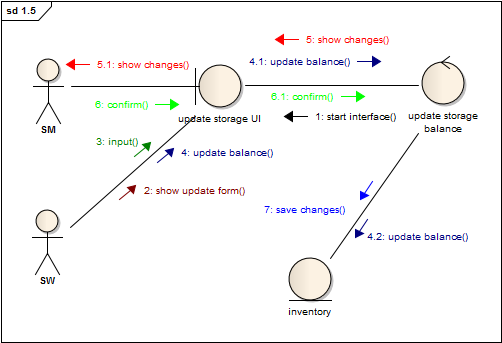 sd 1.5
5: show changes()
5.1: show changes()
4.1: update balance()
6: confirm()
6.1: confirm()
update storage UI
update storage
balance
SM
1: start interface()
3: input()
4: update balance()
2: show update form()
7: save changes()
4.2: update balance()
SW
inventory